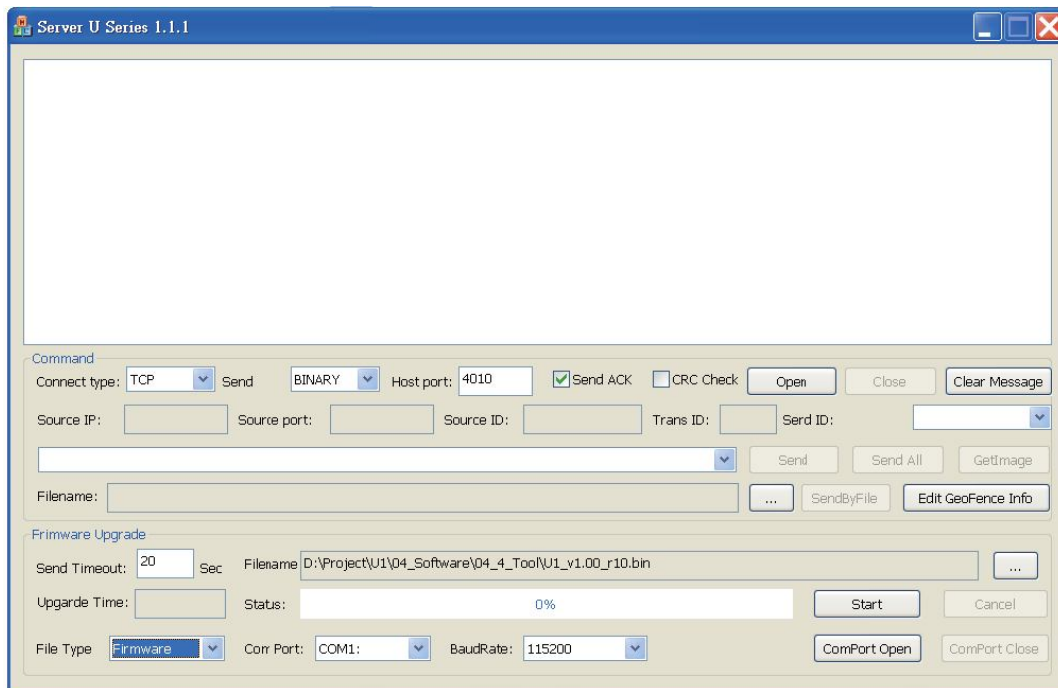 Server U Series 1.1.1
Command
Connect type: TCP Send BINARY Host port: 4010 Send ACK CRC Check Open Close Clear Message
Source IP: Source port: Source ID: Trans ID: Serd ID:
Send Send All GetImage
Filename: ... SendByFile Edit GeoFence Info
Frimware Upgrade
Send Timeout: 20 Sec Filename D:\Project\U1\04_Software\04_4_Tool\U1_v1.00_r10.bin ...
Upgarde Time: Status: 0% Start Cancel
File Type Firmware Com Port: COM1: BaudRate: 115200 ComPort Open ComPort Close